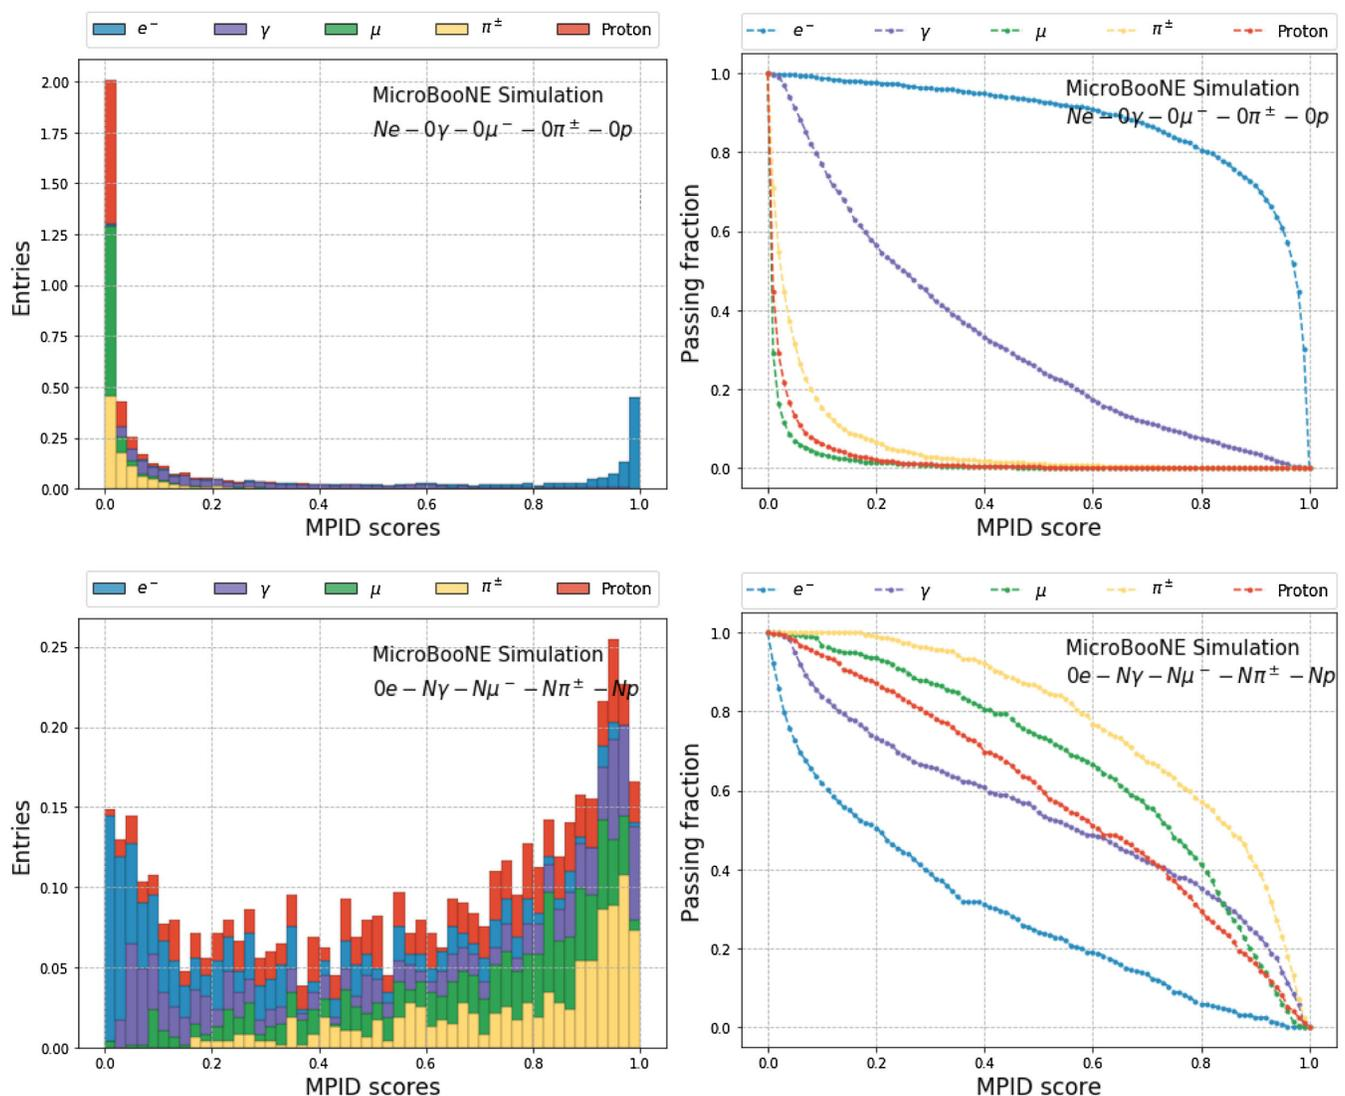 e⁻ γ μ π± Proton
MicroBooNE Simulation
Ne − 0γ − 0μ⁻ − 0π± − 0p
Entries
2.00
1.75
1.50
1.25
1.00
0.75
0.50
0.25
0.00
0.0 0.2 0.4 0.6 0.8 1.0
MPID scores
e⁻ γ μ π± Proton
MicroBooNE Simulation
Ne − 0γ − 0μ⁻ − 0π± − 0p
Passing fraction
1.0
0.8
0.6
0.4
0.2
0.0
0.0 0.2 0.4 0.6 0.8 1.0
MPID score
e⁻ γ μ π± Proton
MicroBooNE Simulation
0e − Nγ − Nμ⁻ − Nπ± − Np
Entries
0.25
0.20
0.15
0.10
0.05
0.00
0.0 0.2 0.4 0.6 0.8 1.0
MPID scores
e⁻ γ μ π± Proton
MicroBooNE Simulation
0e − Nγ − Nμ⁻ − Nπ± − Np
Passing fraction
1.0
0.8
0.6
0.4
0.2
0.0
0.0 0.2 0.4 0.6 0.8 1.0
MPID score